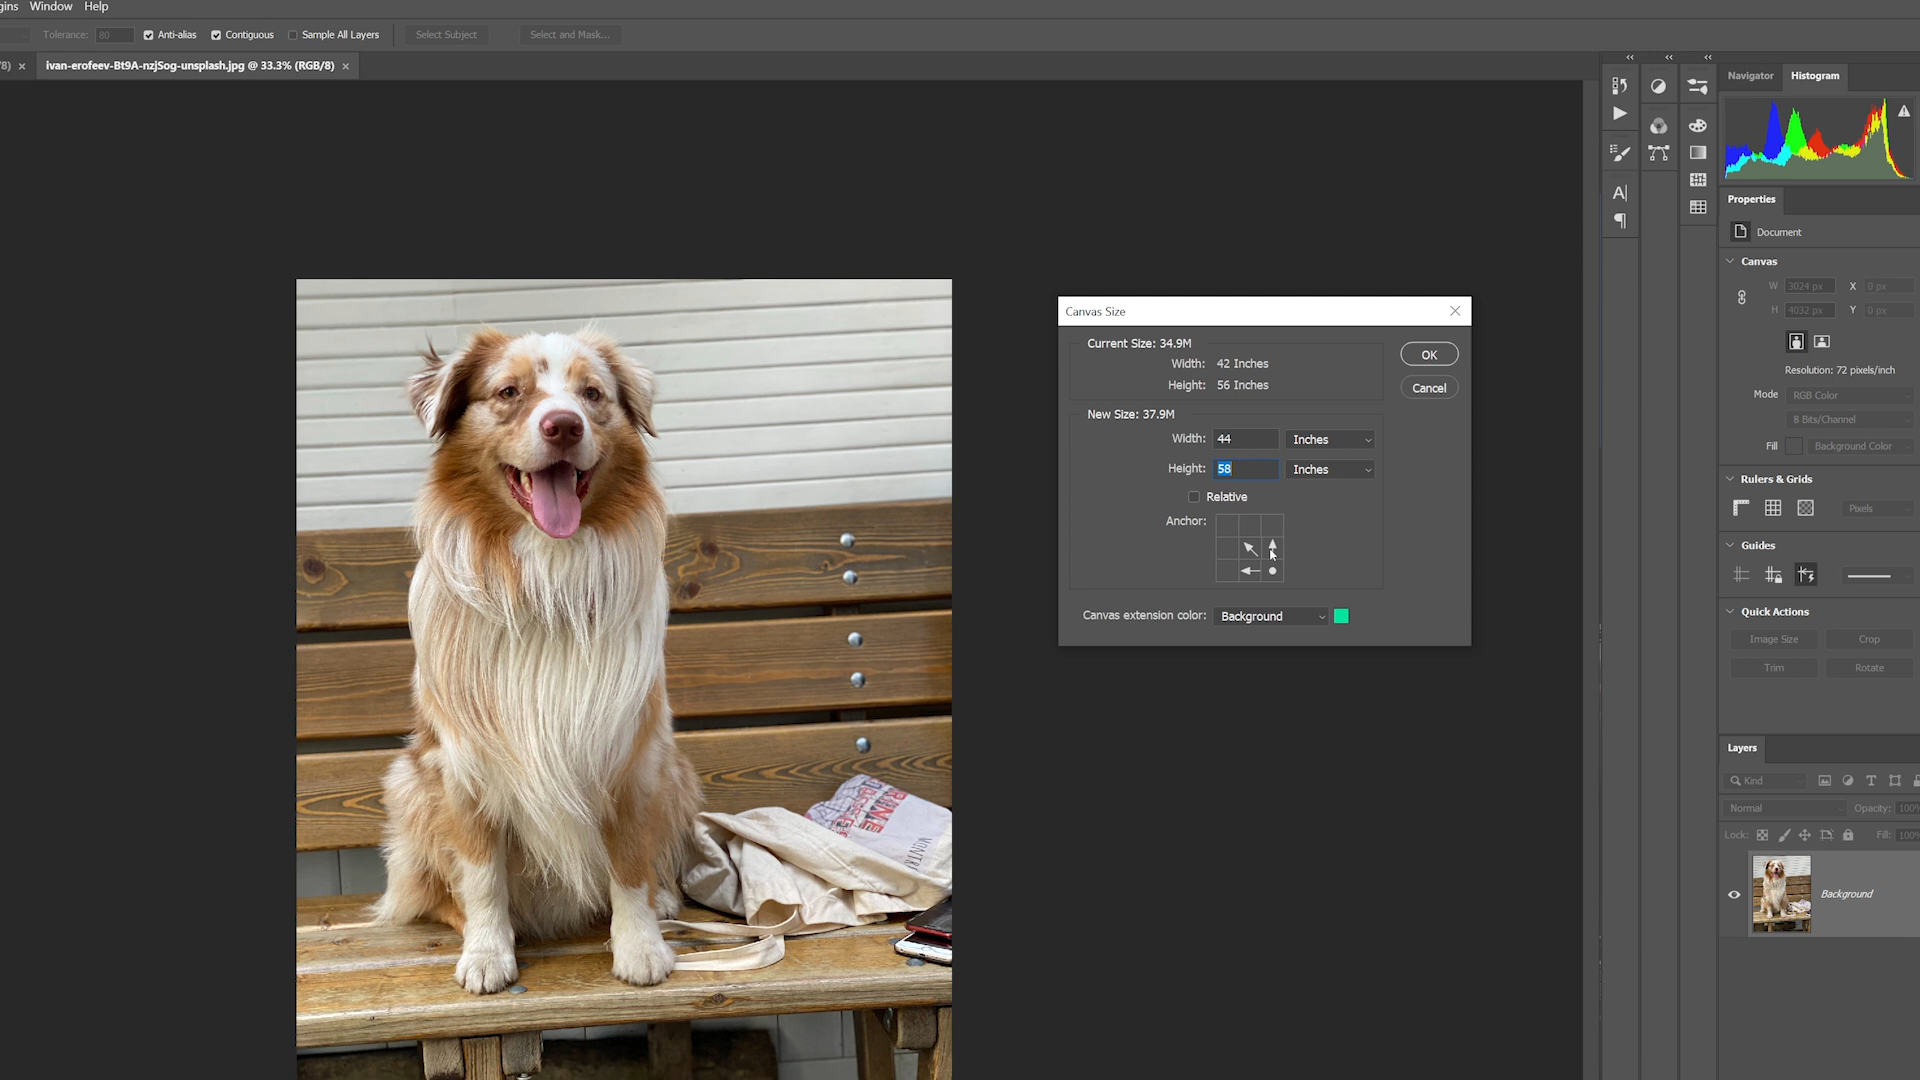 gins Window Help
Tolerance: 80 Anti-alias Contiguous Sample All Layers Select Subject Select and Mask...
/8) × ivan-erofeev-Bt9A-nzjSog-unsplash.jpg @ 33.3% (RGB/8) ×
Navigator Histogram
Properties
Document
Canvas
W 3024 px X 0 px
H 4032 px Y 0 px
Resolution: 72 pixels/inch
Mode RGB Color
8 Bits/Channel
Fill Background Color
Rulers & Grids
Pixels
Guides
Quick Actions
Image Size Crop
Trim Rotate
Layers
Kind
Normal Opacity: 100%
Lock: Fill: 100%
Background
Canvas Size
Current Size: 34.9M
Width: 42 Inches
Height: 56 Inches
OK
Cancel
New Size: 37.9M
Width: 44 Inches
Height: 58 Inches
Relative
Anchor:
Canvas extension color: Background